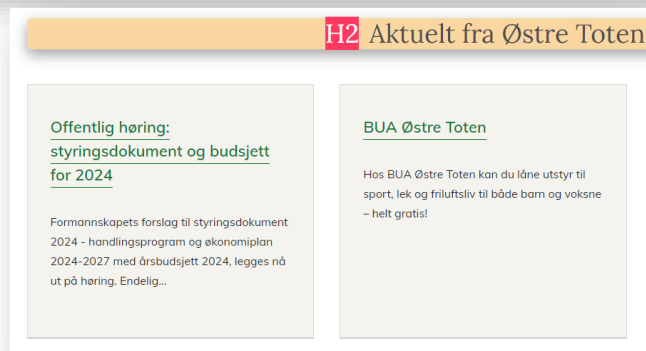 H2 Aktuelt fra Østre Toten
Offentlig høring:
styringsdokument og budsjett
for 2024
Formannskapets forslag til styringsdokument
2024 - handlingsprogram og økonomiplan
2024-2027 med årsbudsjett 2024, legges nå
ut på høring. Endelig...
BUA Østre Toten
Hos BUA Østre Toten kan du låne utstyr til
sport, lek og friluftsliv til både barn og voksne
– helt gratis!